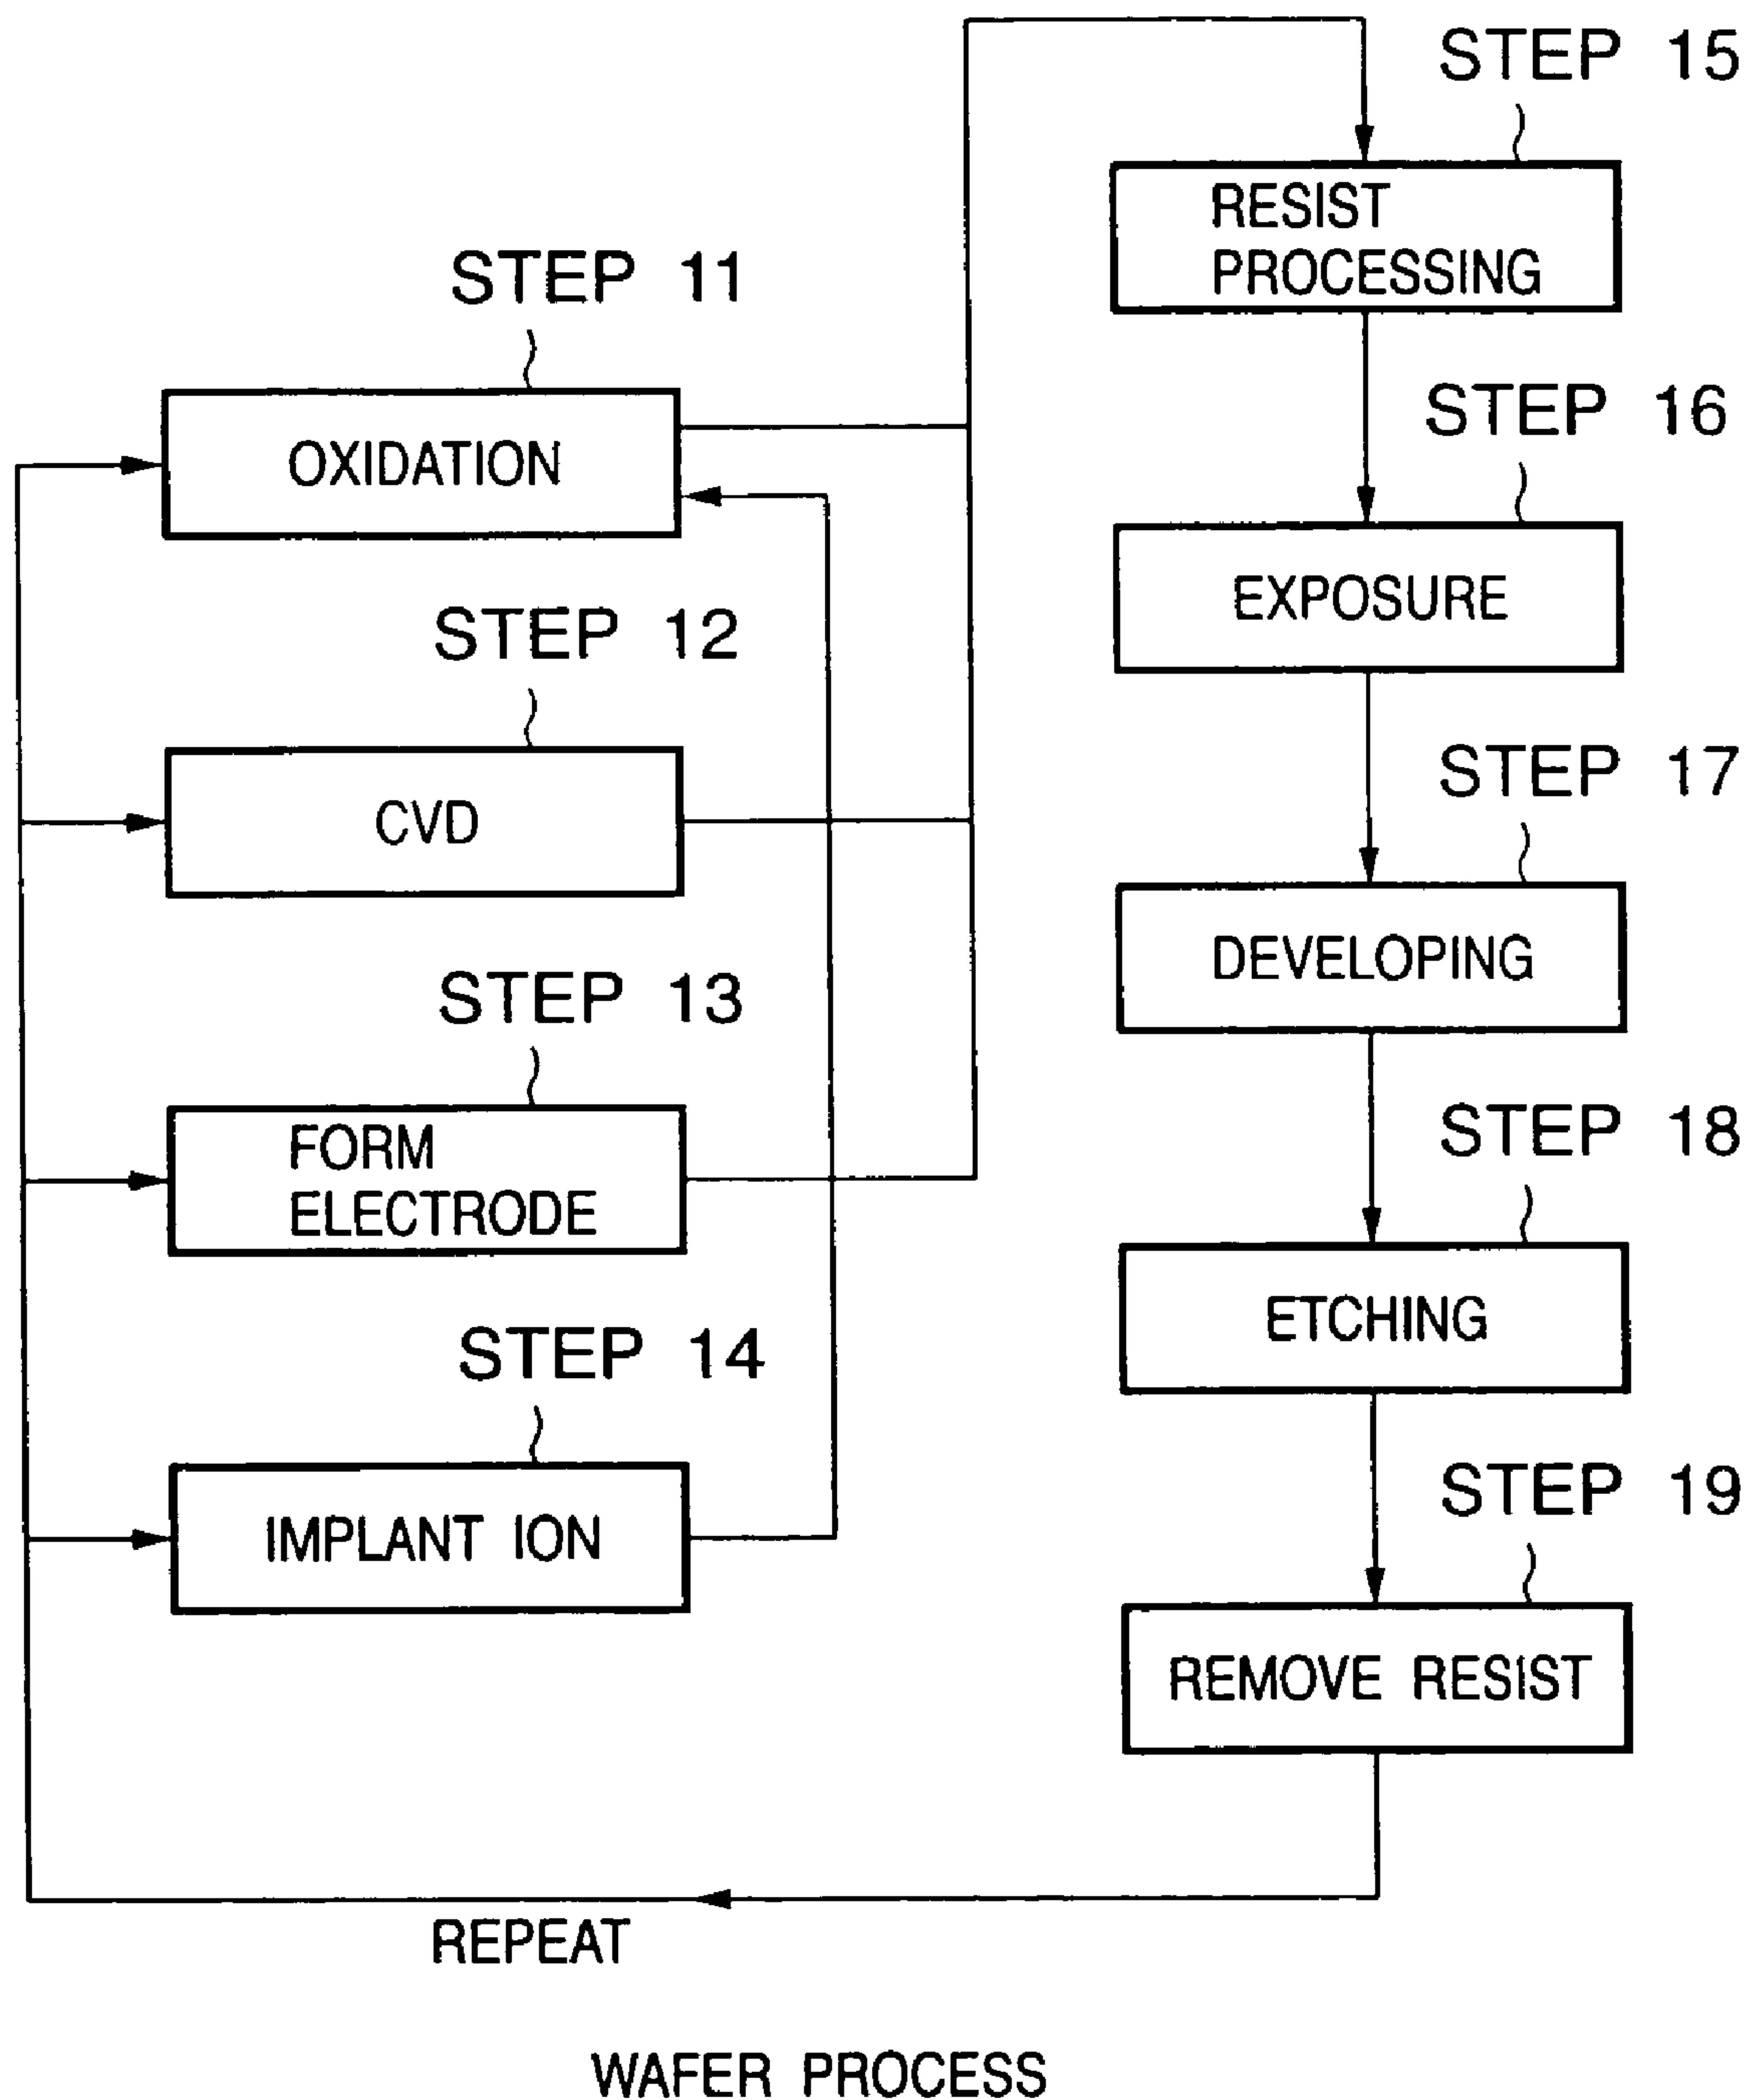 STEP 11
OXIDATION
STEP 12
CVD
STEP 13
FORM
ELECTRODE
STEP 14
IMPLANT ION
STEP 15
RESIST
PROCESSING
STEP 16
EXPOSURE
STEP 17
DEVELOPING
STEP 18
ETCHING
STEP 19
REMOVE RESIST
REPEAT
WAFER PROCESS